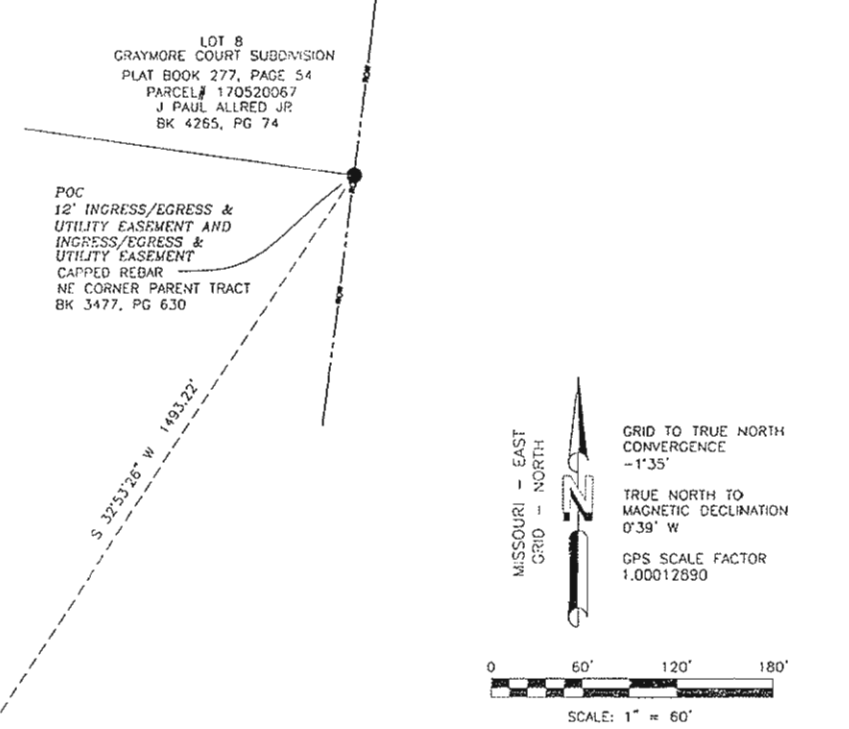 LOT 8
GRAYMORE COURT SUBDIVISION
PLAT BOOK 277, PAGE 54
PARCEL# 170520067
J PAUL ALLRED JR
BK 4265, PG 74
POC
12' INGRESS/EGRESS &
UTILITY EASEMENT AND
INGRESS/EGRESS &
UTILITY EASEMENT
CAPPED REBAR
NE CORNER PARENT TRACT
BK 3477, PG 630
S 32°53'26" W 1493.22'
MISSOURI - EAST
GRID - NORTH
N
GRID TO TRUE NORTH
CONVERGENCE
-1°35'
TRUE NORTH TO
MAGNETIC DECLINATION
0°39' W
GPS SCALE FACTOR
1.00012890
0 60' 120' 180'
SCALE: 1" = 60'